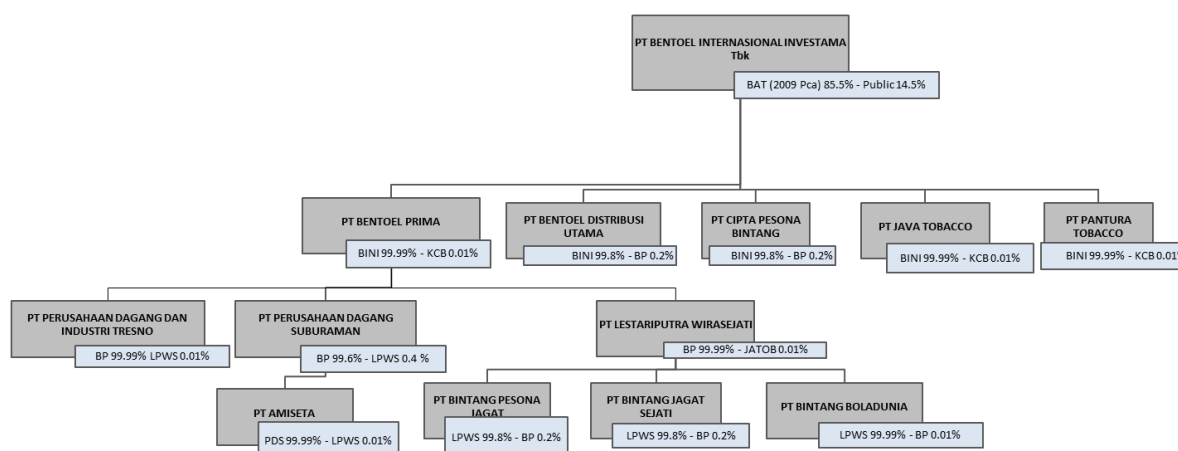 PT BENTOEL INTERNASIONAL INVESTAMA
Tbk
BAT (2009 Pca) 85.5% - Public 14.5%
PT BENTOEL PRIMA
BINI 99.99% - KCB 0.01%
PT BENTOEL DISTRIBUSI
UTAMA
BINI 99.8% - BP 0.2%
PT CIPTA PESONA
BINTANG
BINI 99.8% - BP 0.2%
PT JAVA TOBACCO
BINI 99.99% - KCB 0.01%
PT PANTURA
TOBACCO
BINI 99.99% - KCB 0.01%
PT PERUSAHAAN DAGANG DAN
INDUSTRI TRESNO
BP 99.99% LPWS 0.01%
PT PERUSAHAAN DAGANG
SUBURAMAN
BP 99.6% - LPWS 0.4 %
PT LESTARIPUTRA WIRASEJATI
BP 99.99% - JATOB 0.01%
PT AMISETA
PDS 99.99% - LPWS 0.01%
PT BINTANG PESONA
JAGAT
LPWS 99.8% - BP 0.2%
PT BINTANG JAGAT
SEJATI
LPWS 99.8% - BP 0.2%
PT BINTANG BOLADUNIA
LPWS 99.99% - BP 0.01%